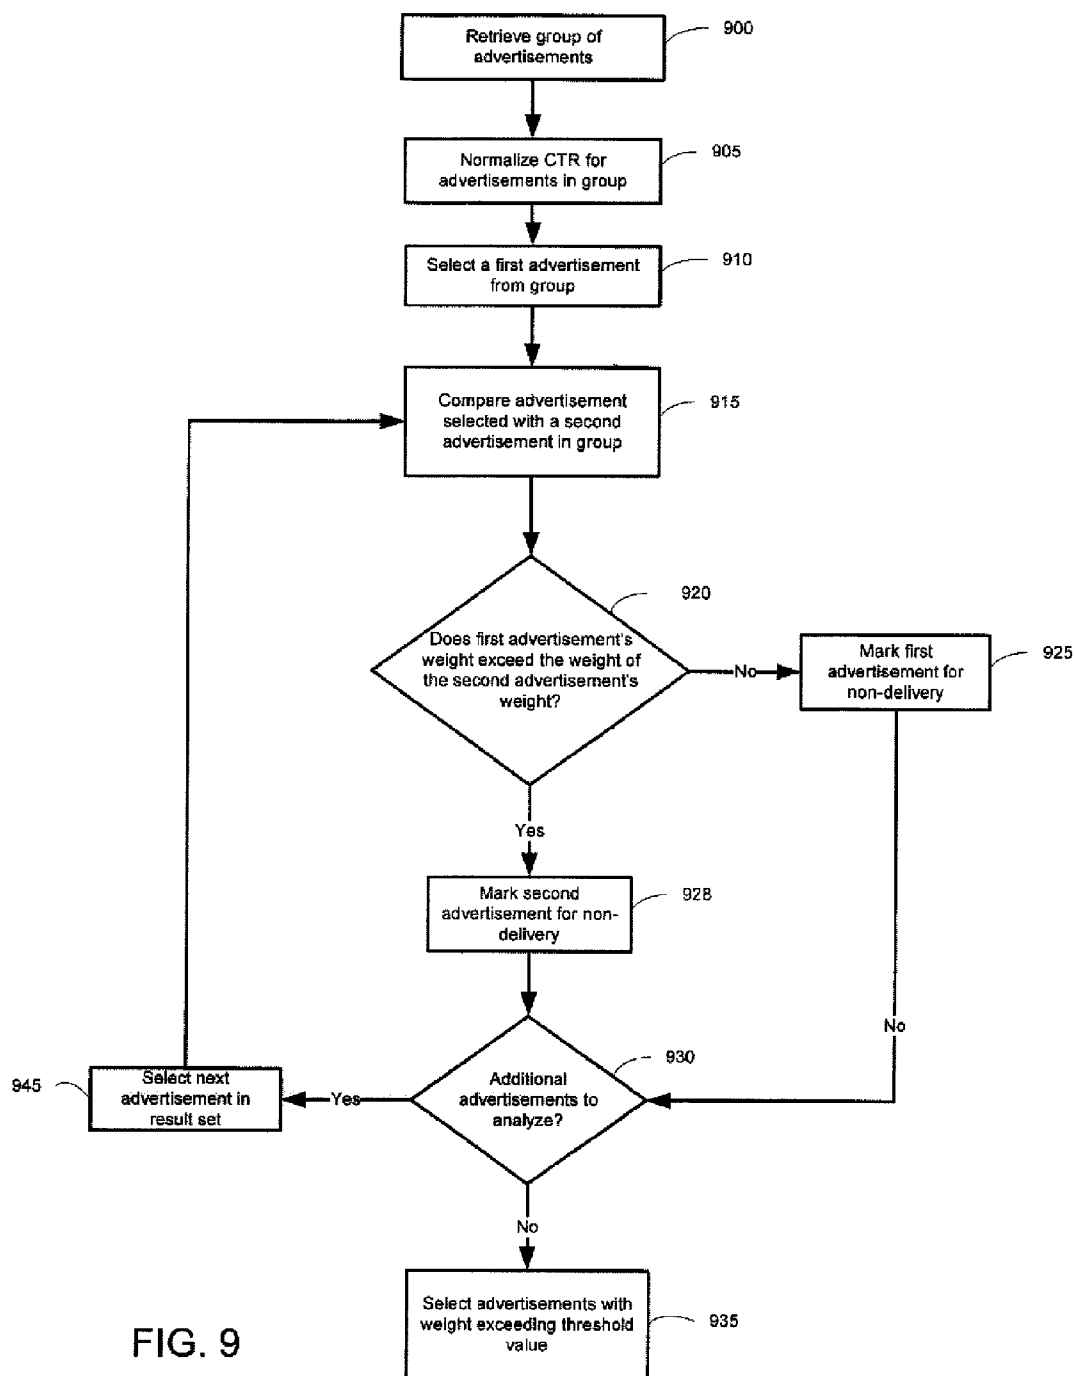 Retrieve group of
advertisements
900
Normalize CTR for
advertisements in group
905
Select a first advertisement
from group
910
Compare advertisement
selected with a second
advertisement in group
915
Does first advertisement's
weight exceed the weight of
the second advertisement's
weight?
920
No
Mark first
advertisement for
non-delivery
925
Yes
Mark second
advertisement for non-
delivery
928
No
Additional
advertisements to
analyze?
930
Yes
Select next
advertisement in
result set
945
No
Select advertisements with
weight exceeding threshold
value
935
FIG. 9